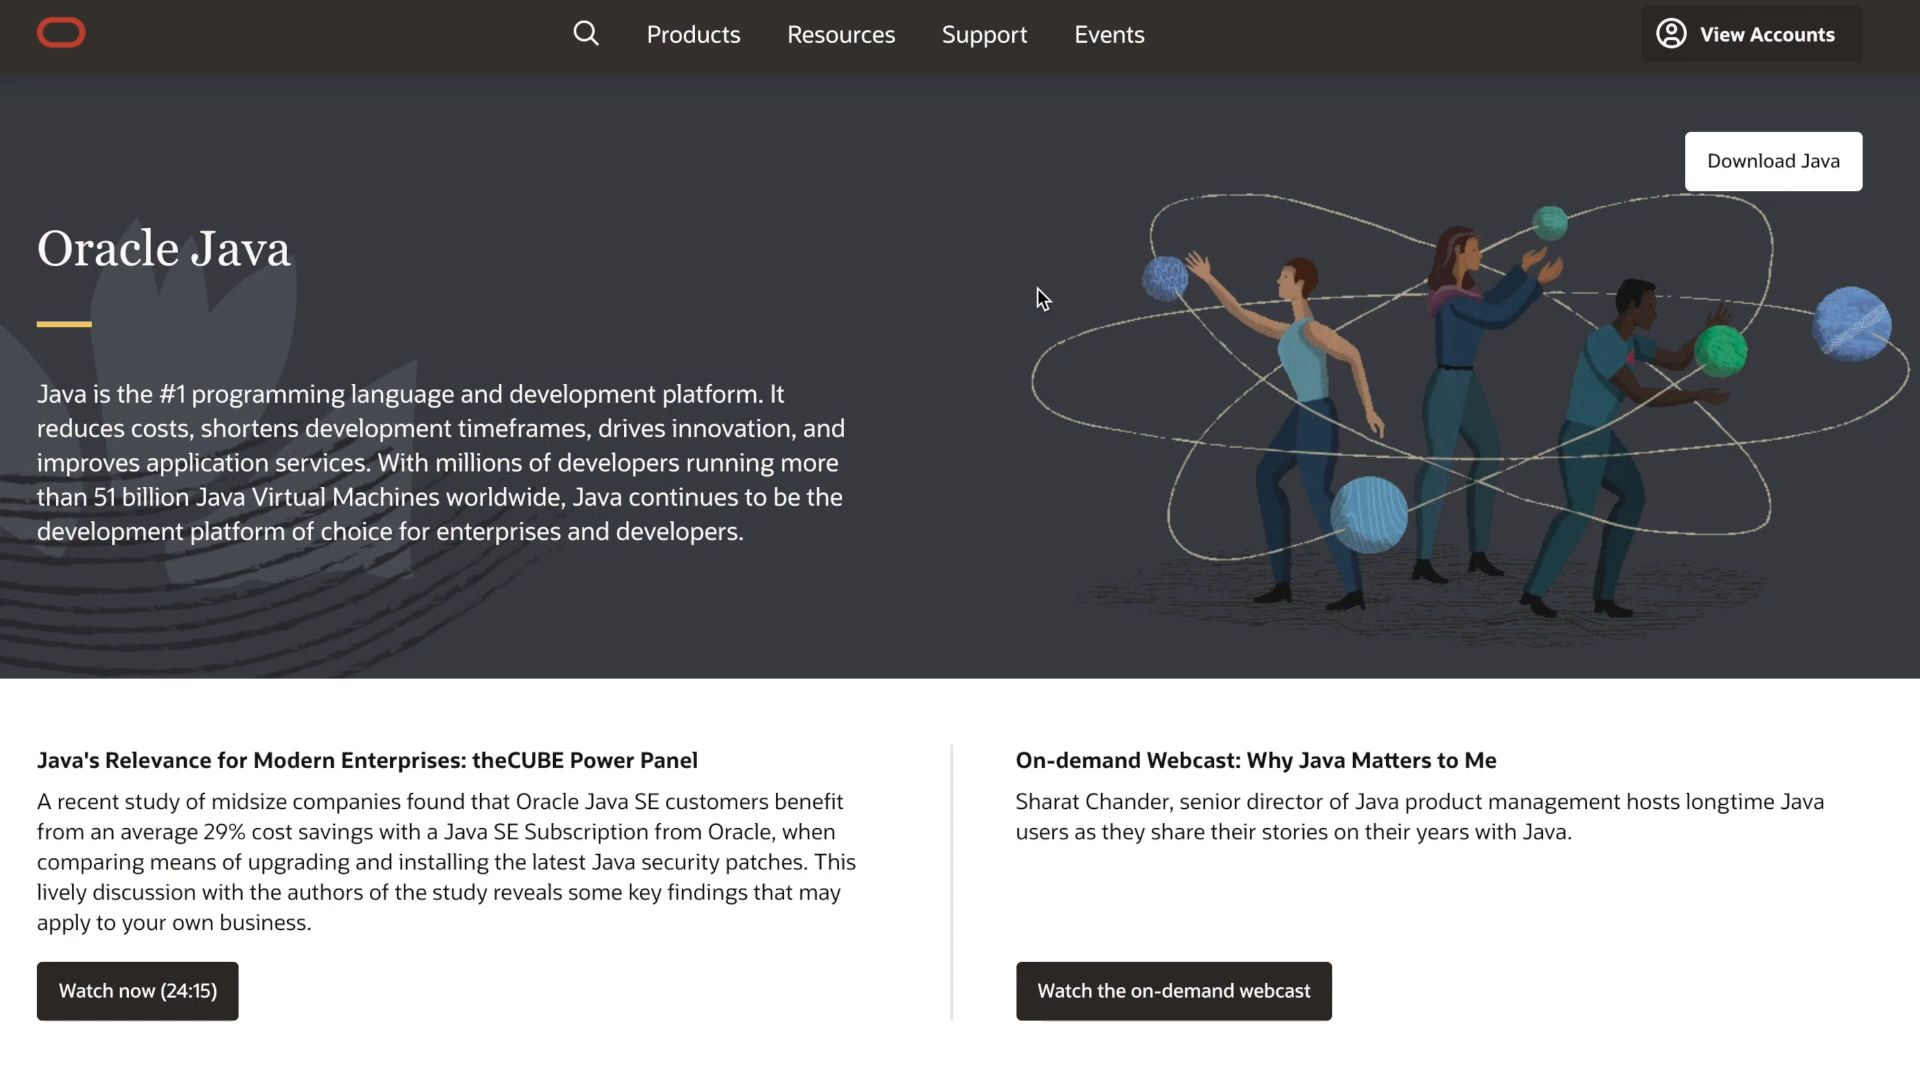 Products Resources Support Events View Accounts
Download Java
Oracle Java
Java is the #1 programming language and development platform. It
reduces costs, shortens development timeframes, drives innovation, and
improves application services. With millions of developers running more
than 51 billion Java Virtual Machines worldwide, Java continues to be the
development platform of choice for enterprises and developers.
Java's Relevance for Modern Enterprises: theCUBE Power Panel
A recent study of midsize companies found that Oracle Java SE customers benefit
from an average 29% cost savings with a Java SE Subscription from Oracle, when
comparing means of upgrading and installing the latest Java security patches. This
lively discussion with the authors of the study reveals some key findings that may
apply to your own business.
Watch now (24:15)
On-demand Webcast: Why Java Matters to Me
Sharat Chander, senior director of Java product management hosts longtime Java
users as they share their stories on their years with Java.
Watch the on-demand webcast